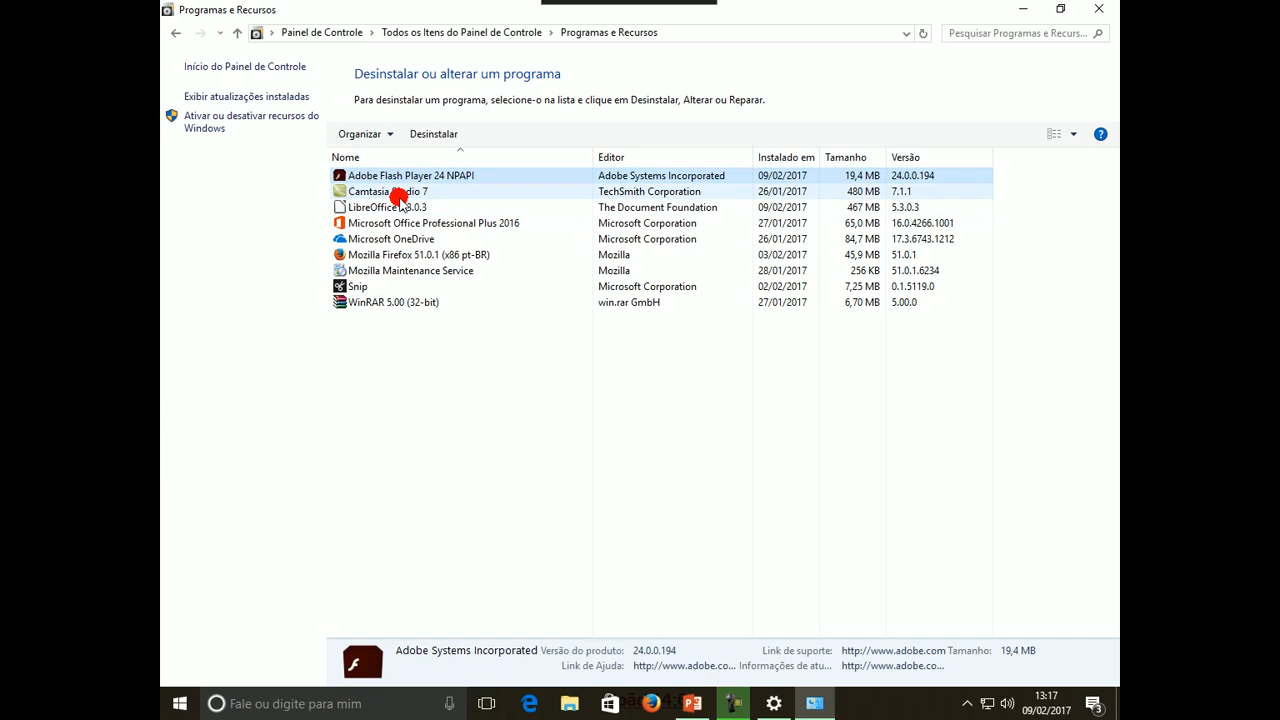 Programas e Recursos
Painel de Controle > Todos os Itens do Painel de Controle > Programas e Recursos
Pesquisar Programas e Recurs...
Início do Painel de Controle
Exibir atualizações instaladas
Ativar ou desativar recursos do
Windows
Desinstalar ou alterar um programa
Para desinstalar um programa, selecione-o na lista e clique em Desinstalar, Alterar ou Reparar.
Organizar Desinstalar
Nome Editor Instalado em Tamanho Versão
Adobe Flash Player 24 NPAPI Adobe Systems Incorporated 09/02/2017 19,4 MB 24.0.0.194
Camtasia 7 TechSmith Corporation 26/01/2017 480 MB 7.1.1
LibreOffice The Document Foundation 09/02/2017 467 MB 5.3.0.3
Microsoft Office Professional Plus 2016 Microsoft Corporation 27/01/2017 65,0 MB 16.0.4266.1001
Microsoft OneDrive Microsoft Corporation 26/01/2017 84,7 MB 17.3.6743.1212
Mozilla Firefox 51.0.1 (x86 pt-BR) Mozilla 03/02/2017 45,9 MB 51.0.1
Mozilla Maintenance Service Mozilla 28/01/2017 256 KB 51.0.1.6234
Snip Microsoft Corporation 02/02/2017 7,25 MB 0.1.5119.0
WinRAR 5.00 (32-bit) win.rar GmbH 27/01/2017 6,70 MB 5.00.0
Adobe Systems Incorporated Versão do produto: 24.0.0.194 Link de suporte: http://www.adobe.com Tamanho: 19,4 MB
Link de Ajuda: http://www.adobe.co... Informações de atu... http://www.adobe.co...
Fale ou digite para mim
13:17
09/02/2017
3